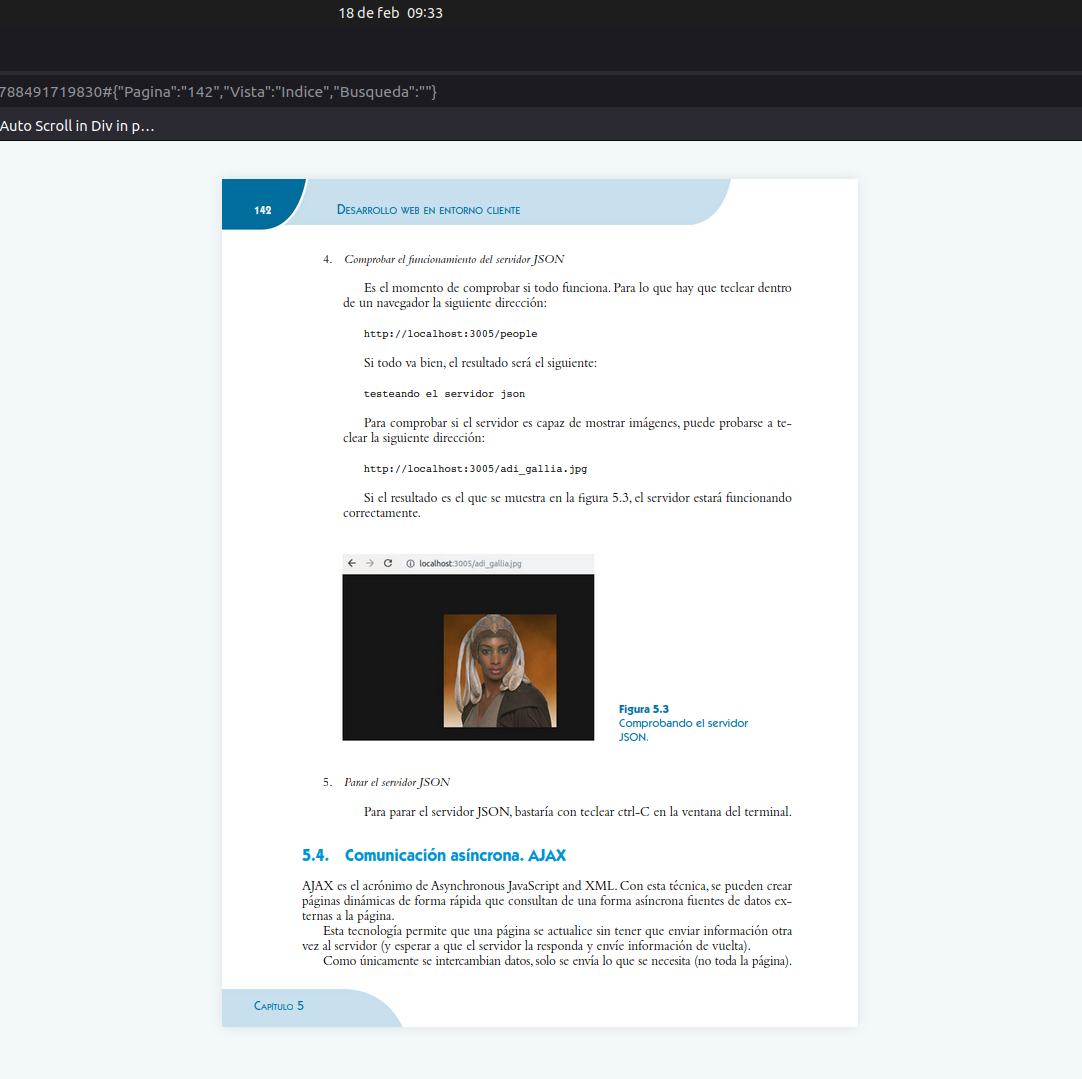 18 de feb 09:33
788491719830#{"Pagina":"142","Vista":"Indice","Busqueda":""}
Auto Scroll in Div in p…
142
DESARROLLO WEB EN ENTORNO CLIENTE
4. Comprobar el funcionamiento del servidor JSON
Es el momento de comprobar si todo funciona. Para lo que hay que teclear dentro
de un navegador la siguiente dirección:
http://localhost:3005/people
Si todo va bien, el resultado será el siguiente:
testeando el servidor json
Para comprobar si el servidor es capaz de mostrar imágenes, puede probarse a te-
clear la siguiente dirección:
http://localhost:3005/adi_gallia.jpg
Si el resultado es el que se muestra en la figura 5.3, el servidor estará funcionando
correctamente.
localhost:3005/adi_gallia.jpg
Figura 5.3
Comprobando el servidor
JSON.
5. Parar el servidor JSON
Para parar el servidor JSON, bastaría con teclear ctrl-C en la ventana del terminal.
5.4. Comunicación asíncrona. AJAX
AJAX es el acrónimo de Asynchronous JavaScript and XML. Con esta técnica, se pueden crear
páginas dinámicas de forma rápida que consultan de una forma asíncrona fuentes de datos ex-
ternas a la página.
Esta tecnología permite que una página se actualice sin tener que enviar información otra
vez al servidor (y esperar a que el servidor la responda y envíe información de vuelta).
Como únicamente se intercambian datos, solo se envía lo que se necesita (no toda la página).
CAPÍTULO 5